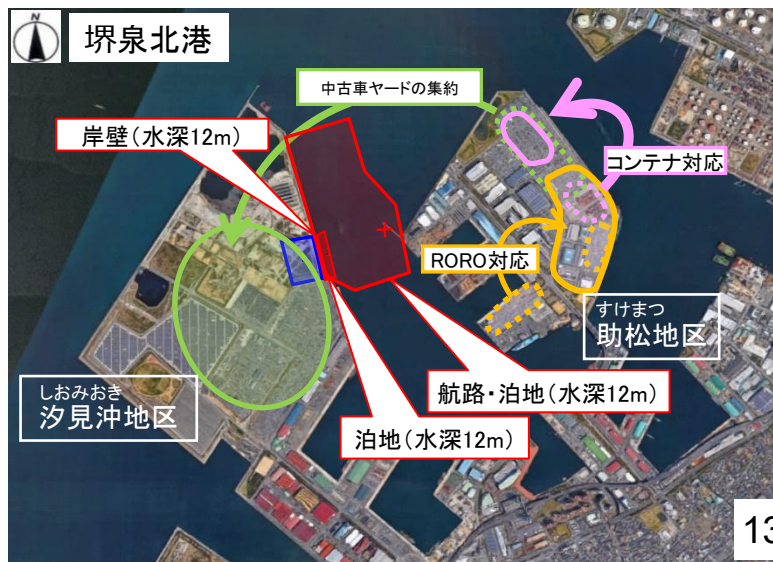 N
堺泉北港
中古車ヤードの集約
岸壁（水深12m）
コンテナ対応
RORO対応
すけまつ
助松地区
航路・泊地（水深12m）
しおみおき
汐見沖地区
泊地（水深12m）
13